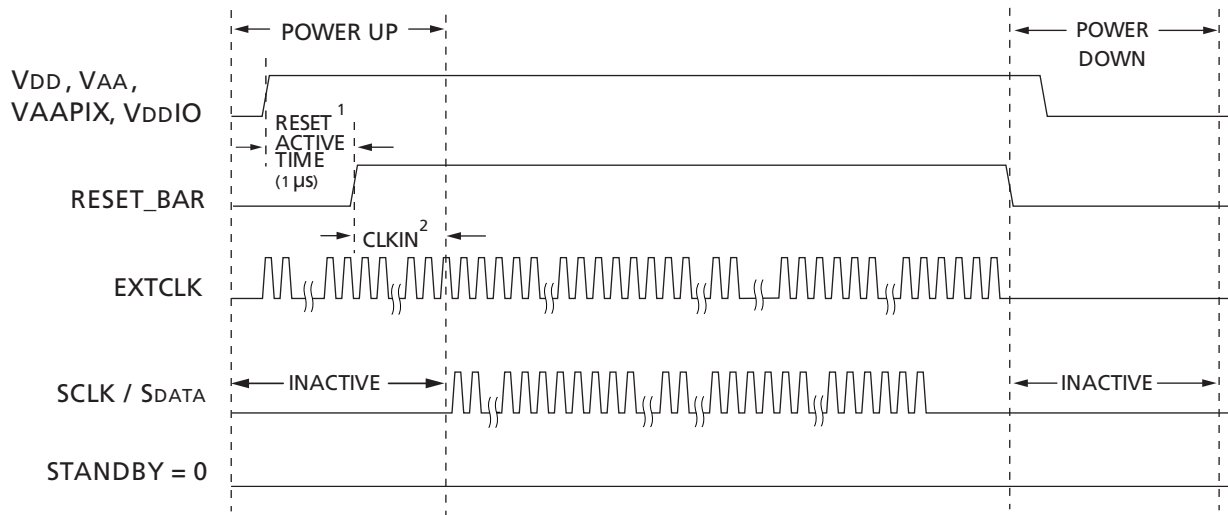 POWER UP
POWER
DOWN
VDD, VAA,
VAAPIX, VDDIO
RESET 1
ACTIVE
TIME
(1 μs)
RESET_BAR
CLKIN 2
EXTCLK
SCLK / SDATA
INACTIVE
INACTIVE
STANDBY = 0